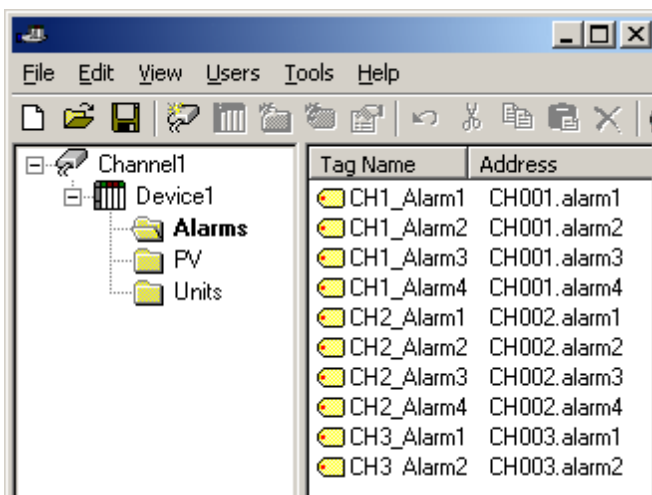 File Edit View Users Tools Help
Channel1
Device1
Alarms
PV
Units
Tag Name Address
CH1_Alarm1 CH001.alarm1
CH1_Alarm2 CH001.alarm2
CH1_Alarm3 CH001.alarm3
CH1_Alarm4 CH001.alarm4
CH2_Alarm1 CH002.alarm1
CH2_Alarm2 CH002.alarm2
CH2_Alarm3 CH002.alarm3
CH2_Alarm4 CH002.alarm4
CH3_Alarm1 CH003.alarm1
CH3 Alarm2 CH003.alarm2